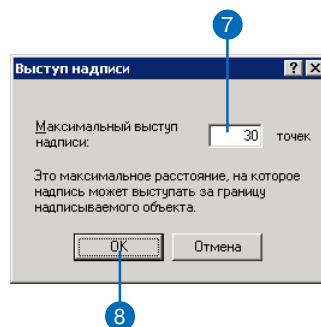 7
Выступ надписи
Максимальный выступ
надписи:
30 точек
Это максимальное расстояние, на которое
надпись может выступать за границу
надписываемого объекта.
OK Отмена
8